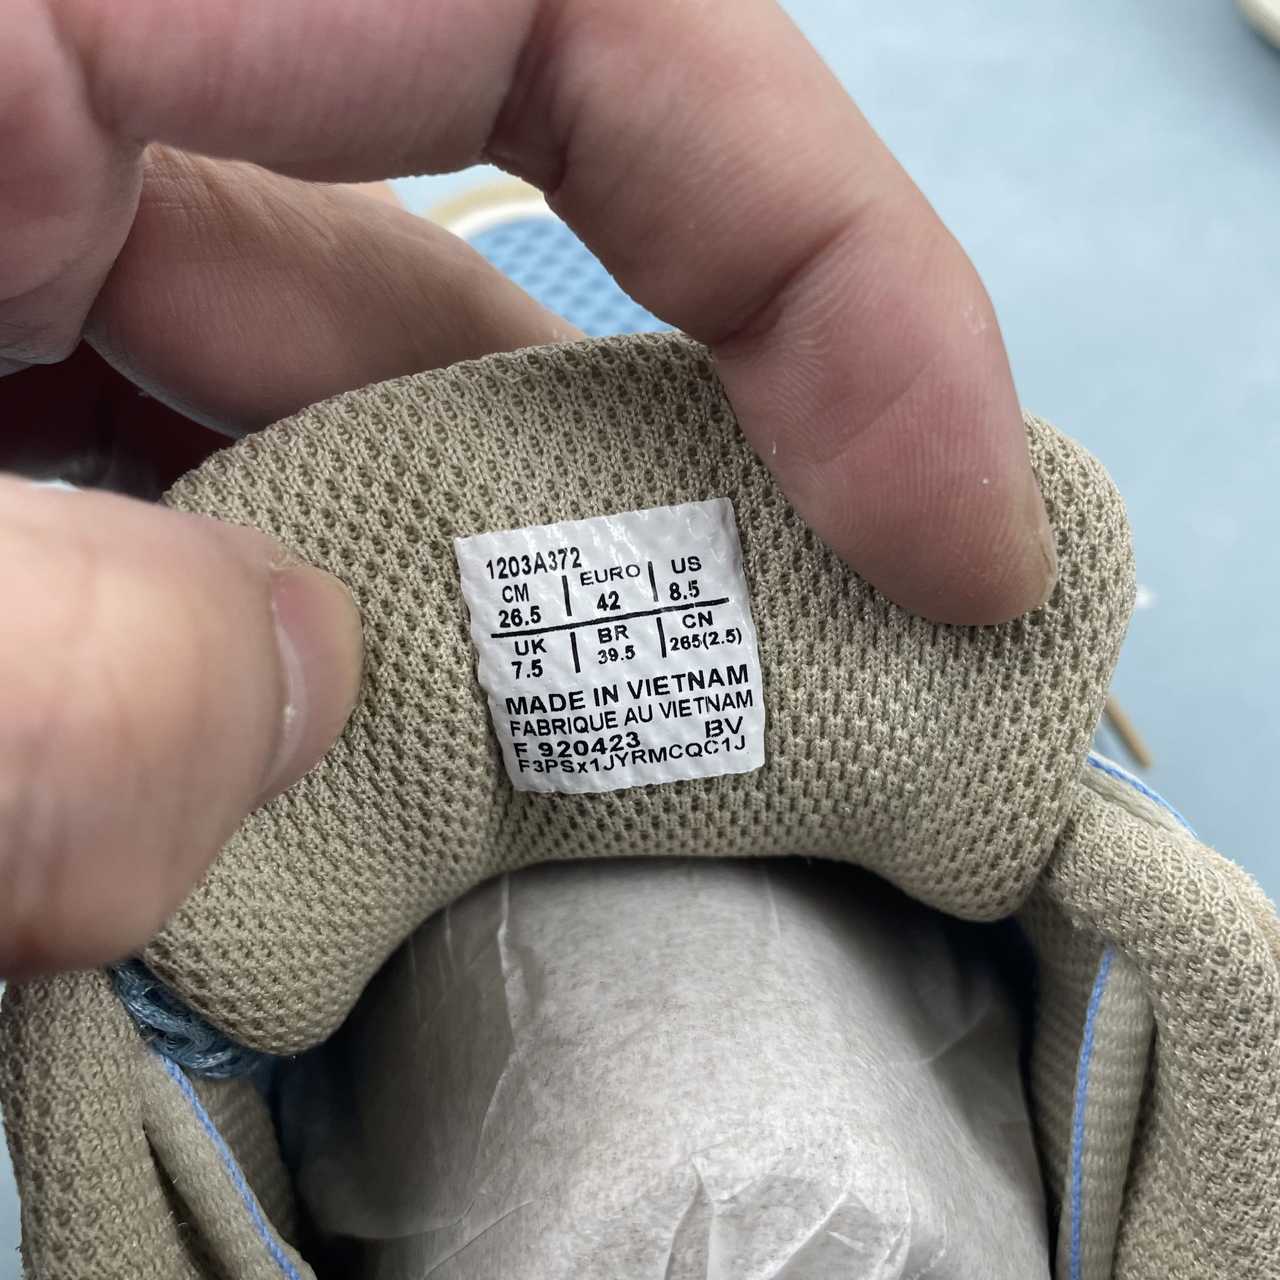 1203A372
CM EURO US
26.5 42 8.5
UK BR CN
7.5 39.5 265(2.5)
MADE IN VIETNAM
FABRIQUE AU VIETNAM
F 920423 BV
F3PSx1JYRMCQC1J